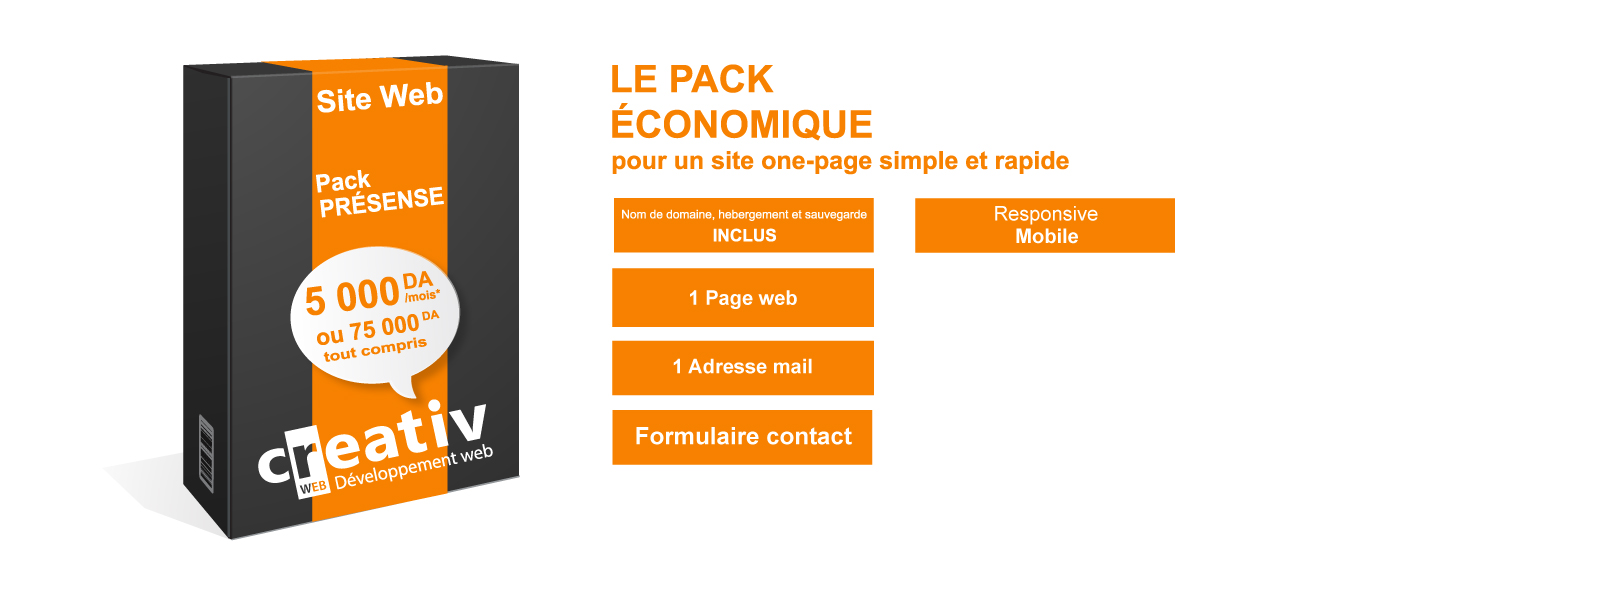 Site Web
Pack
PRÉSENSE
5 000 DA
/mois*
ou 75 000 DA
tout compris
creativ
WEB
Développement web
LE PACK
ÉCONOMIQUE
pour un site one-page simple et rapide
Nom de domaine, hebergement et sauvegarde
INCLUS
Responsive
Mobile
1 Page web
1 Adresse mail
Formulaire contact